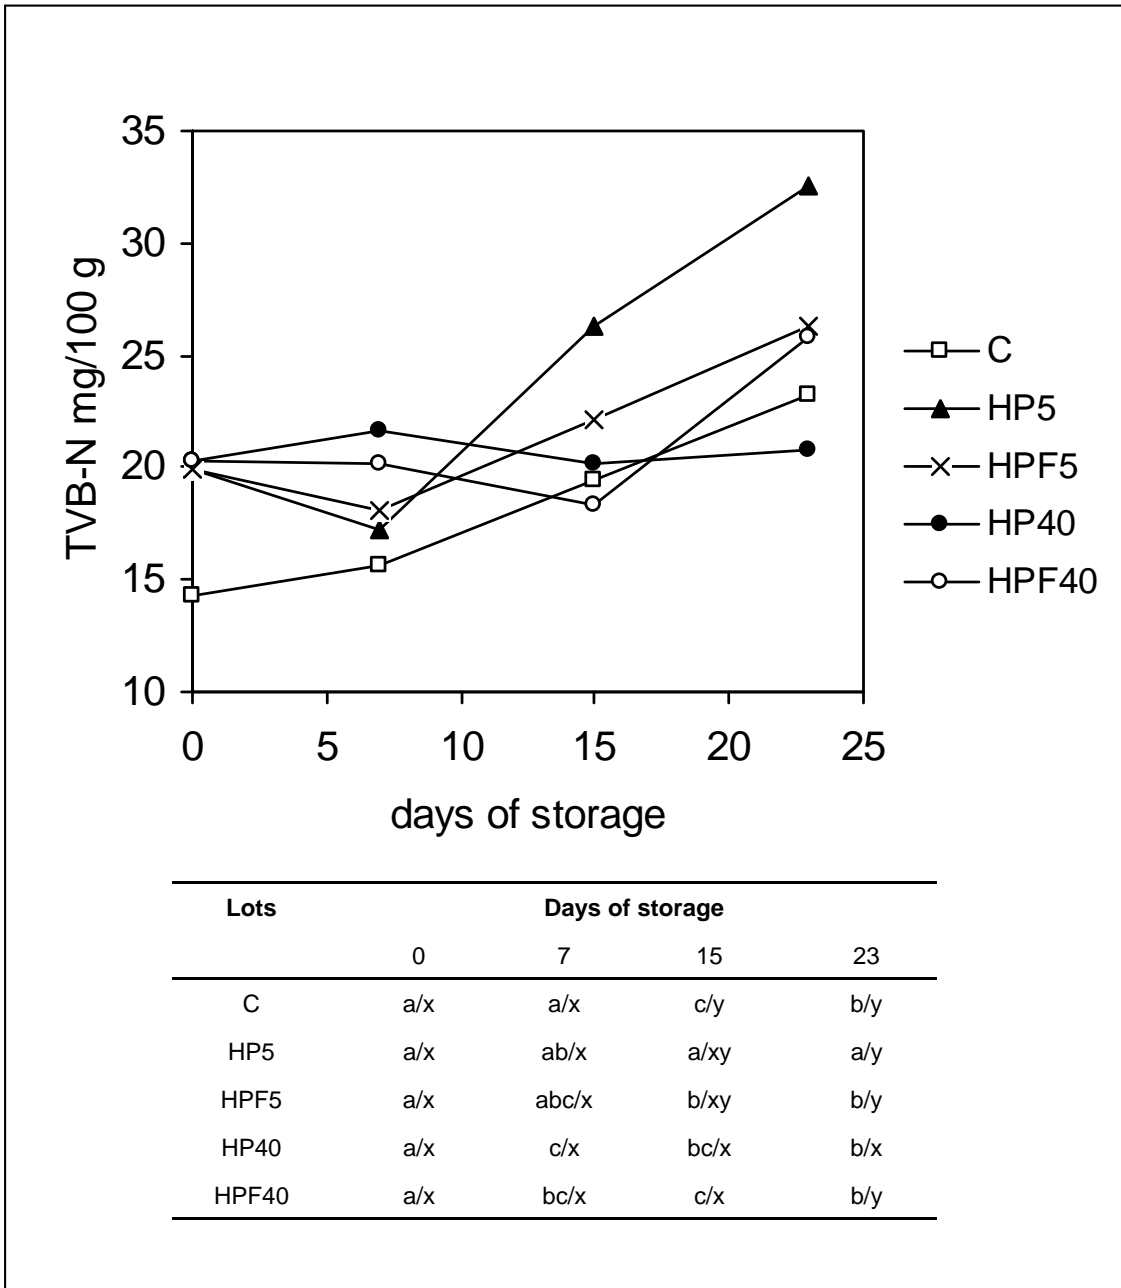 35
30
25
20
15
10
TVB-N mg/100 g
0 5 10 15 20 25
days of storage
C
HP5
HPF5
HP40
HPF40
Lots Days of storage
0 7 15 23
C a/x a/x c/y b/y
HP5 a/x ab/x a/xy a/y
HPF5 a/x abc/x b/xy b/y
HP40 a/x c/x bc/x b/x
HPF40 a/x bc/x c/x b/y